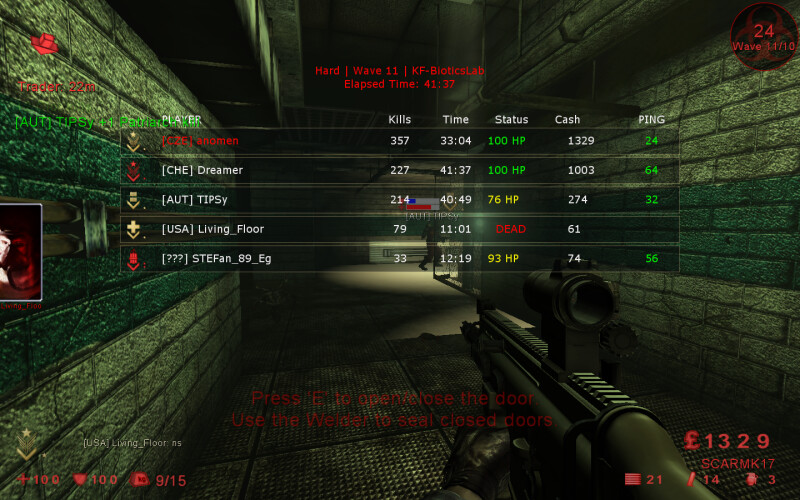 24
Wave 11/10
Hard | Wave 11 | KF-BioticsLab
Elapsed Time: 41:37
Trader: 22m
[AUT] TIPSy
PLAYER Kills Time Status Cash PING
[CZE] anomen 357 33:04 100 HP 1329 24
[CHE] Dreamer 227 41:37 100 HP 1003 64
[AUT] TIPSy 214 40:49 76 HP 274 32
[AUT] TIPSy
[USA] Living_Floor 79 11:01 DEAD 61
[???] STEFan_89_Eg 33 12:19 93 HP 74 56
Press 'E' to open/close the door
Use the Welder to seal closed doors
[USA] Living_Floor: ns
£1329
SCARMK17
100 100 9/15
21 14 3